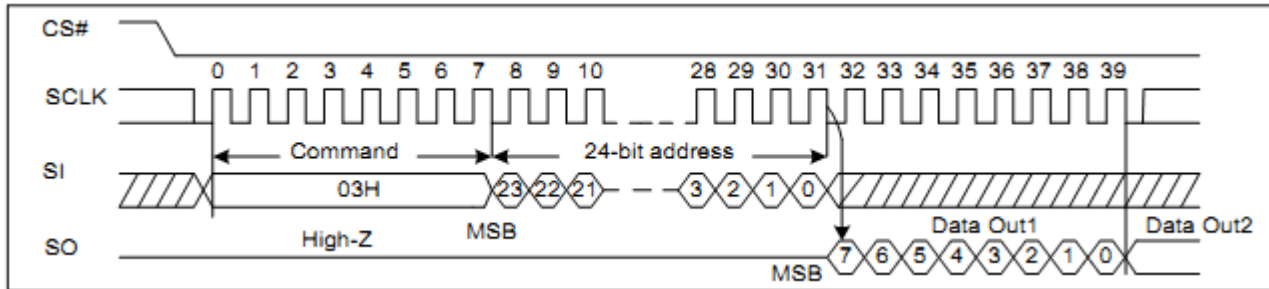 CS#
0 1 2 3 4 5 6 7 8 9 10 28 29 30 31 32 33 34 35 36 37 38 39
SCLK
Command 24-bit address
SI
03H 23 22 21 3 2 1 0
MSB
High-Z
Data Out1 Data Out2
SO
7 6 5 4 3 2 1 0
MSB